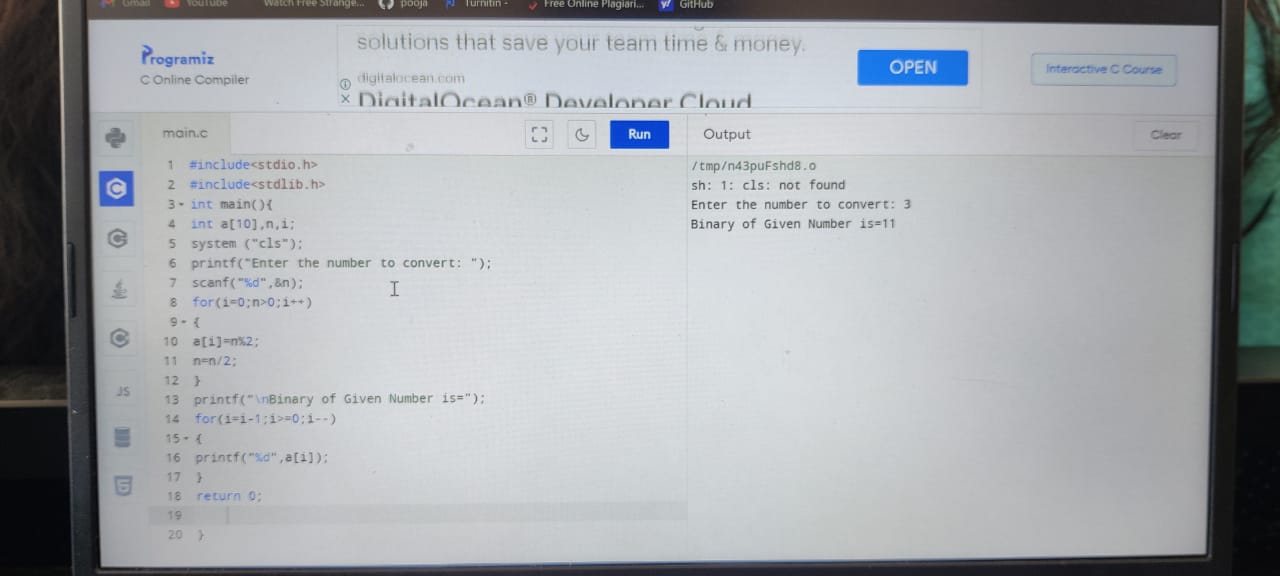 Gmail
YouTube
Watch Free Strange...
pooja
Turnitin -
Free Online Plagiari...
GitHub
Programiz
C Online Compiler
solutions that save your team time & money.
digitalocean.com
DigitalOcean® Developer Cloud
OPEN
Interactive C Course
main.c
Run
Output
Clear
1 #include<stdio.h>
2 #include<stdlib.h>
3 int main(){
4 int a[10],n,i;
5 system ("cls");
6 printf("Enter the number to convert: ");
7 scanf("%d",&n);
8 for(i=0;n>0;i++)
9 {
10 a[i]=n%2;
11 n=n/2;
12 }
13 printf("\nBinary of Given Number is=");
14 for(i=i-1;i>=0;i--)
15 {
16 printf("%d",a[i]);
17 }
18 return 0;
19
20 }
JS
/tmp/n43puFshd8.o
sh: 1: cls: not found
Enter the number to convert: 3
Binary of Given Number is=11